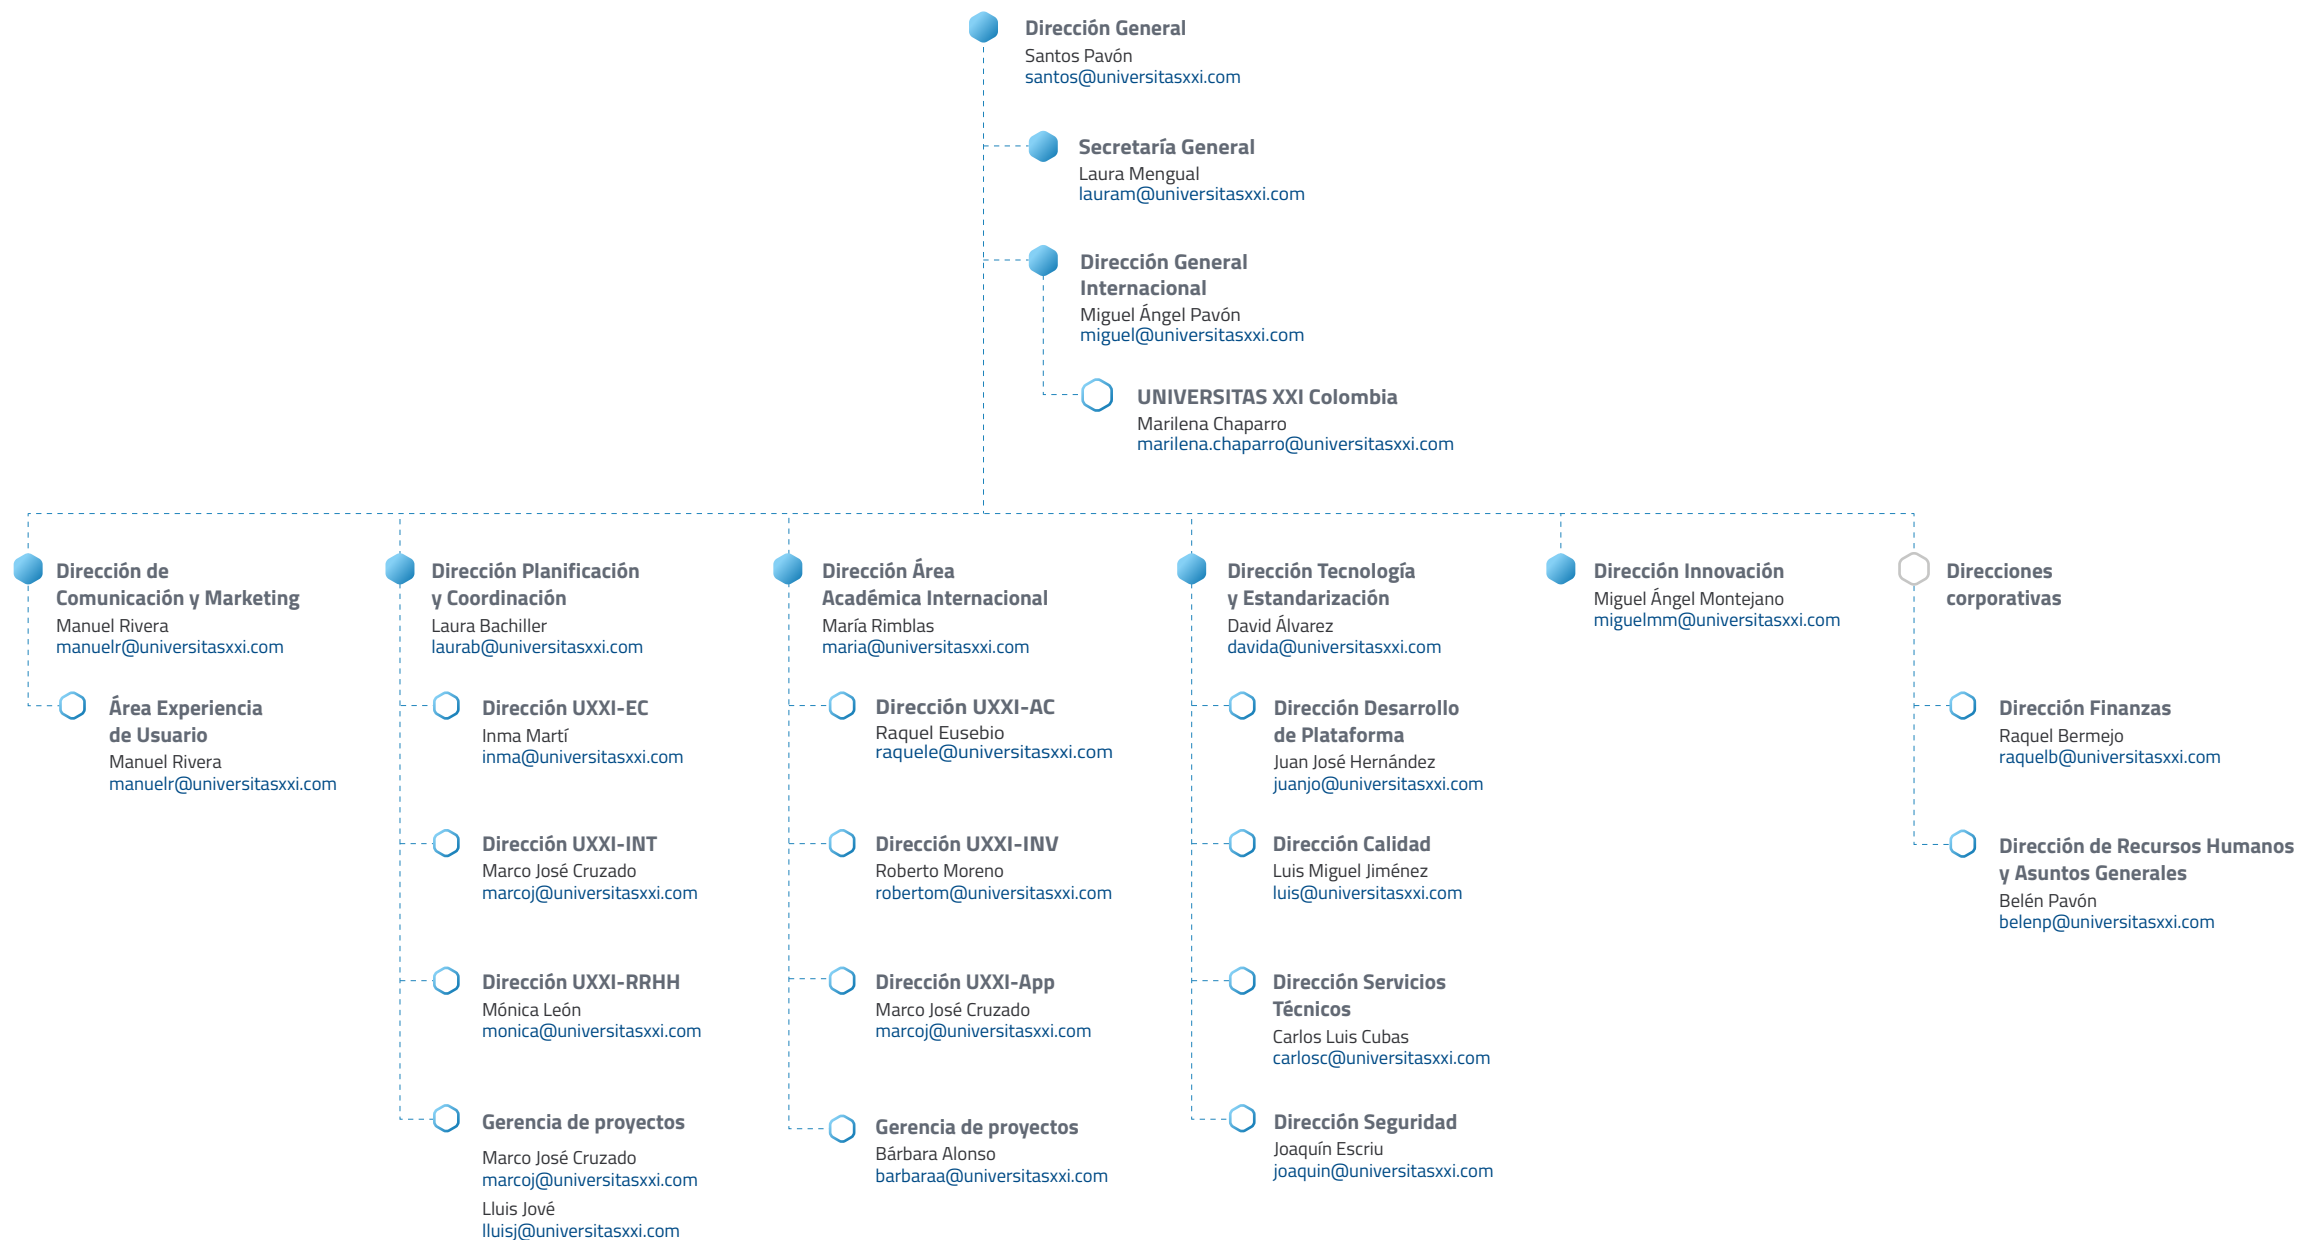 Dirección General
Santos Pavón
santos@universitasxxi.com
Secretaría General
Laura Mengual
lauram@universitasxxi.com
Dirección General
Internacional
Miguel Ángel Pavón
miguel@universitasxxi.com
UNIVERSITAS XXI Colombia
Marilena Chaparro
marilena.chaparro@universitasxxi.com
Dirección de
Comunicación y Marketing
Manuel Rivera
manuelr@universitasxxi.com
Área Experiencia
de Usuario
Manuel Rivera
manuelr@universitasxxi.com
Dirección Planificación
y Coordinación
Laura Bachiller
laurab@universitasxxi.com
Dirección UXXI-EC
Inma Martí
inma@universitasxxi.com
Dirección UXXI-INT
Marco José Cruzado
marcoj@universitasxxi.com
Dirección UXXI-RRHH
Mónica León
monica@universitasxxi.com
Gerencia de proyectos
Marco José Cruzado
marcoj@universitasxxi.com
Lluis Jové
lluisj@universitasxxi.com
Dirección Área
Académica Internacional
María Rimblas
maria@universitasxxi.com
Dirección UXXI-AC
Raquel Eusebio
raquele@universitasxxi.com
Dirección UXXI-INV
Roberto Moreno
robertom@universitasxxi.com
Dirección UXXI-App
Marco José Cruzado
marcoj@universitasxxi.com
Gerencia de proyectos
Bárbara Alonso
barbaraa@universitasxxi.com
Dirección Tecnología
y Estandarización
David Álvarez
davida@universitasxxi.com
Dirección Desarrollo
de Plataforma
Juan José Hernández
juanjo@universitasxxi.com
Dirección Calidad
Luis Miguel Jiménez
luis@universitasxxi.com
Dirección Servicios
Técnicos
Carlos Luis Cubas
carlosc@universitasxxi.com
Dirección Seguridad
Joaquín Escriu
joaquin@universitasxxi.com
Dirección Innovación
Miguel Ángel Montejano
miguelmm@universitasxxi.com
Direcciones
corporativas
Dirección Finanzas
Raquel Bermejo
raquelb@universitasxxi.com
Dirección de Recursos Humanos
y Asuntos Generales
Belén Pavón
belenp@universitasxxi.com